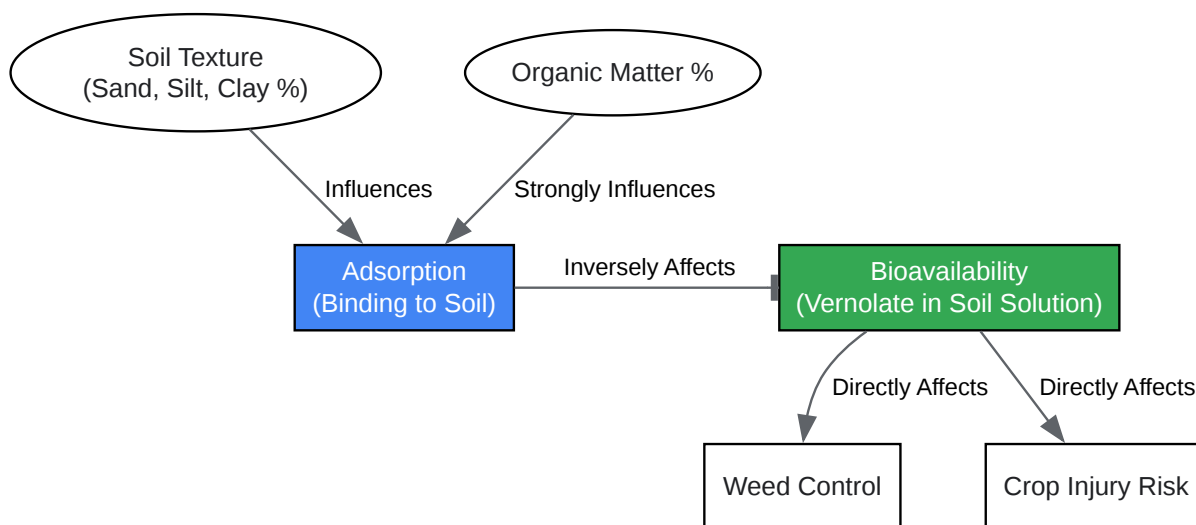 Soil Texture
(Sand, Silt, Clay %)
Organic Matter %
Influences
Strongly Influences
Adsorption
(Binding to Soil)
Inversely Affects
Bioavailability
(Vernolate in Soil Solution)
Directly Affects
Directly Affects
Weed Control
Crop Injury Risk